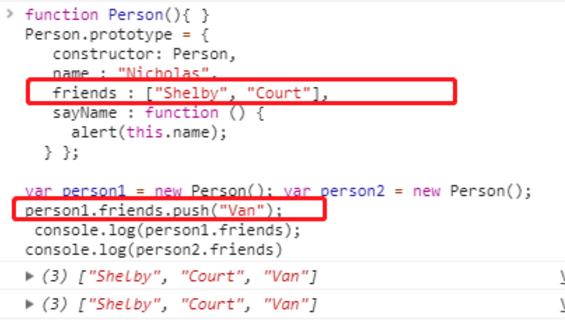 function Person(){ }
Person.prototype = {
constructor: Person,
name : "Nicholas",
friends : ["Shelby", "Court"],
sayName : function () {
alert(this.name);
} };
var person1 = new Person(); var person2 = new Person();
person1.friends.push("Van");
console.log(person1.friends);
console.log(person2.friends)
(3) ["Shelby", "Court", "Van"]
(3) ["Shelby", "Court", "Van"]